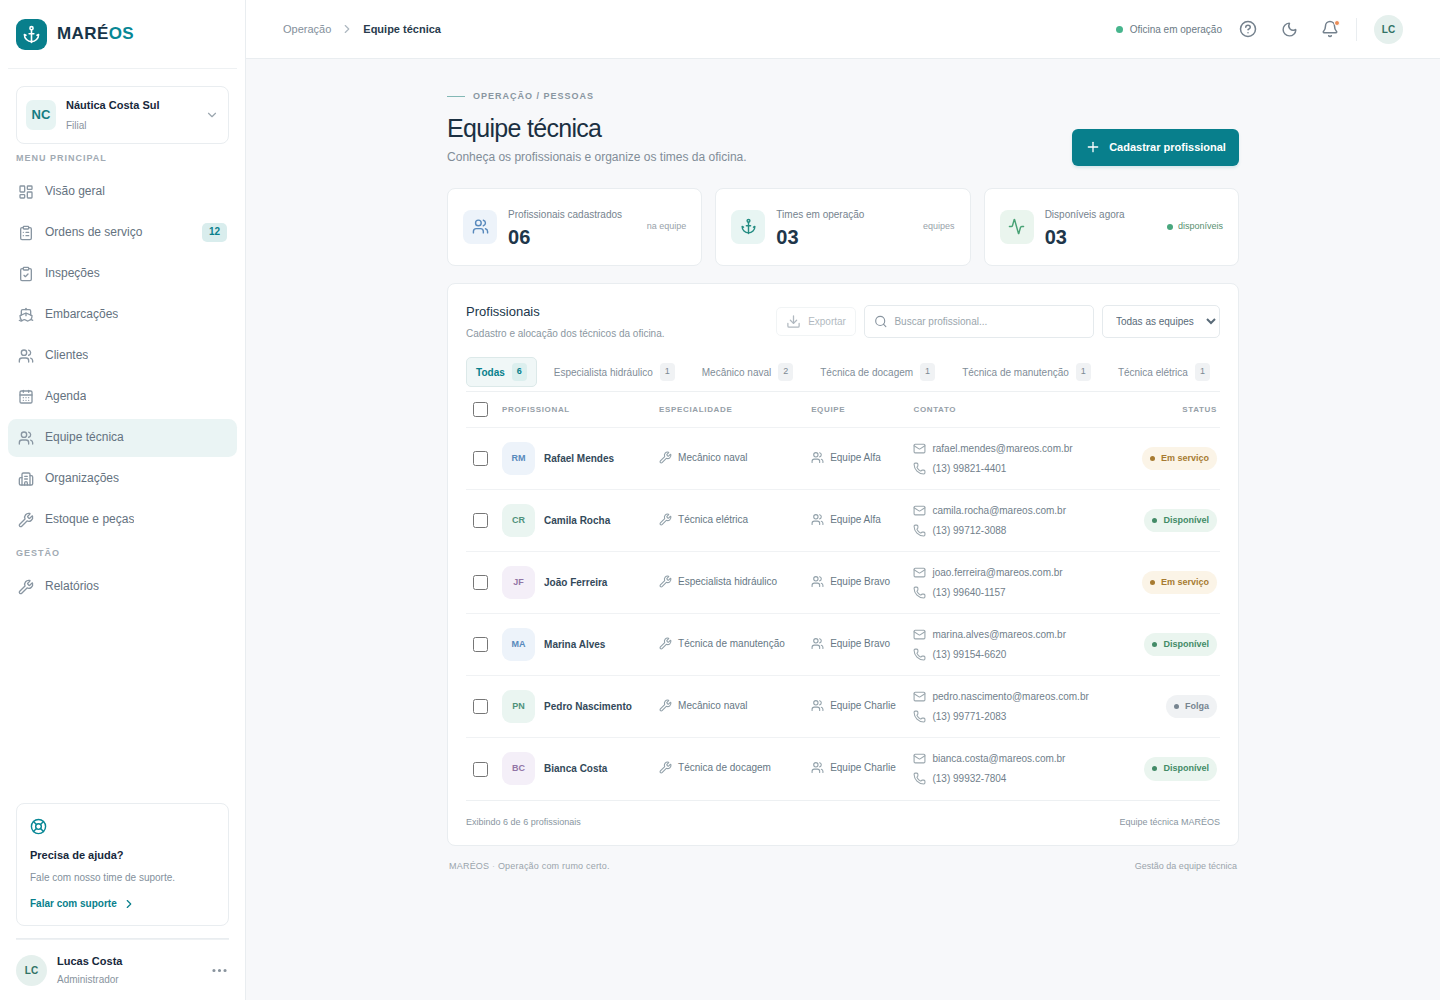 MARÉOS
NC
Náutica Costa Sul
Filial
MENU PRINCIPAL
Visão geral
Ordens de serviço 12
Inspeções
Embarcações
Clientes
Agenda
Equipe técnica
Organizações
Estoque e peças
GESTÃO
Relatórios
Precisa de ajuda?
Fale com nosso time de suporte.
Falar com suporte
LC
Lucas Costa
Administrador
Operação Equipe técnica
Oficina em operação
LC
OPERAÇÃO / PESSOAS
Equipe técnica
Conheça os profissionais e organize os times da oficina.
Cadastrar profissional
Profissionais cadastrados
06
na equipe
Times em operação
03
equipes
Disponíveis agora
03
disponíveis
Profissionais
Cadastro e alocação dos técnicos da oficina.
Exportar
Buscar profissional...
Todas as equipes
Todas 6 Especialista hidráulico 1 Mecânico naval 2 Técnica de docagem 1 Técnica de manutenção 1 Técnica elétrica 1
PROFISSIONAL ESPECIALIDADE EQUIPE CONTATO STATUS
RM Rafael Mendes Mecânico naval Equipe Alfa rafael.mendes@mareos.com.br Em serviço
(13) 99821-4401
CR Camila Rocha Técnica elétrica Equipe Alfa camila.rocha@mareos.com.br Disponível
(13) 99712-3088
JF João Ferreira Especialista hidráulico Equipe Bravo joao.ferreira@mareos.com.br Em serviço
(13) 99640-1157
MA Marina Alves Técnica de manutenção Equipe Bravo marina.alves@mareos.com.br Disponível
(13) 99154-6620
PN Pedro Nascimento Mecânico naval Equipe Charlie pedro.nascimento@mareos.com.br Folga
(13) 99771-2083
BC Bianca Costa Técnica de docagem Equipe Charlie bianca.costa@mareos.com.br Disponível
(13) 99932-7804
Exibindo 6 de 6 profissionais Equipe técnica MARÉOS
MARÉOS · Operação com rumo certo. Gestão da equipe técnica